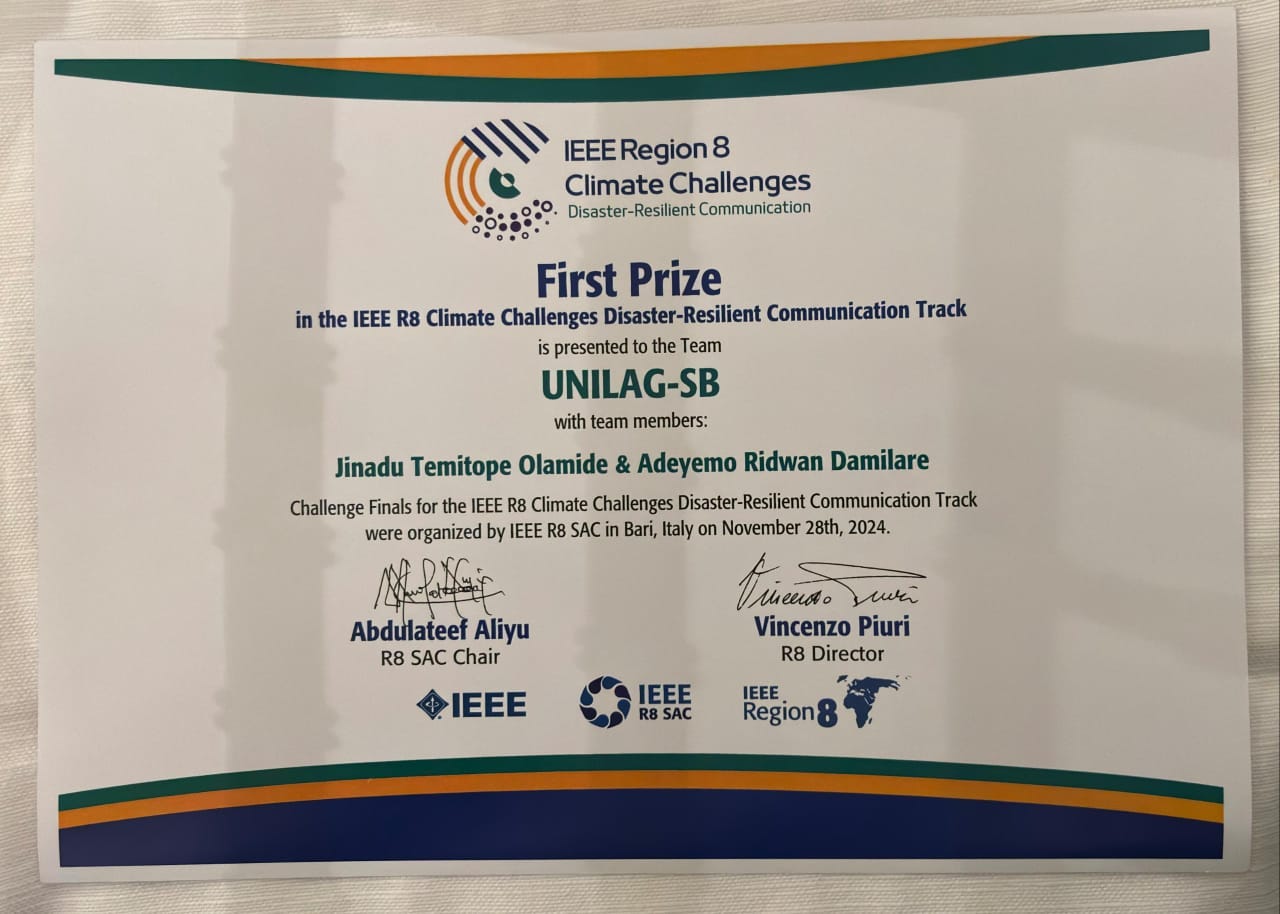 IEEE Region 8
Climate Challenges
Disaster-Resilient Communication
First Prize
in the IEEE R8 Climate Challenges Disaster-Resilient Communication Track
is presented to the Team
UNILAG-SB
with team members:
Jinadu Temitope Olamide & Adeyemo Ridwan Damilare
Challenge Finals for the IEEE R8 Climate Challenges Disaster-Resilient Communication Track
were organized by IEEE R8 SAC in Bari, Italy on November 28th, 2024.
Abdulateef Aliyu
R8 SAC Chair
Vincenzo Piuri
R8 Director
IEEE
IEEE
R8 SAC
IEEE
Region 8